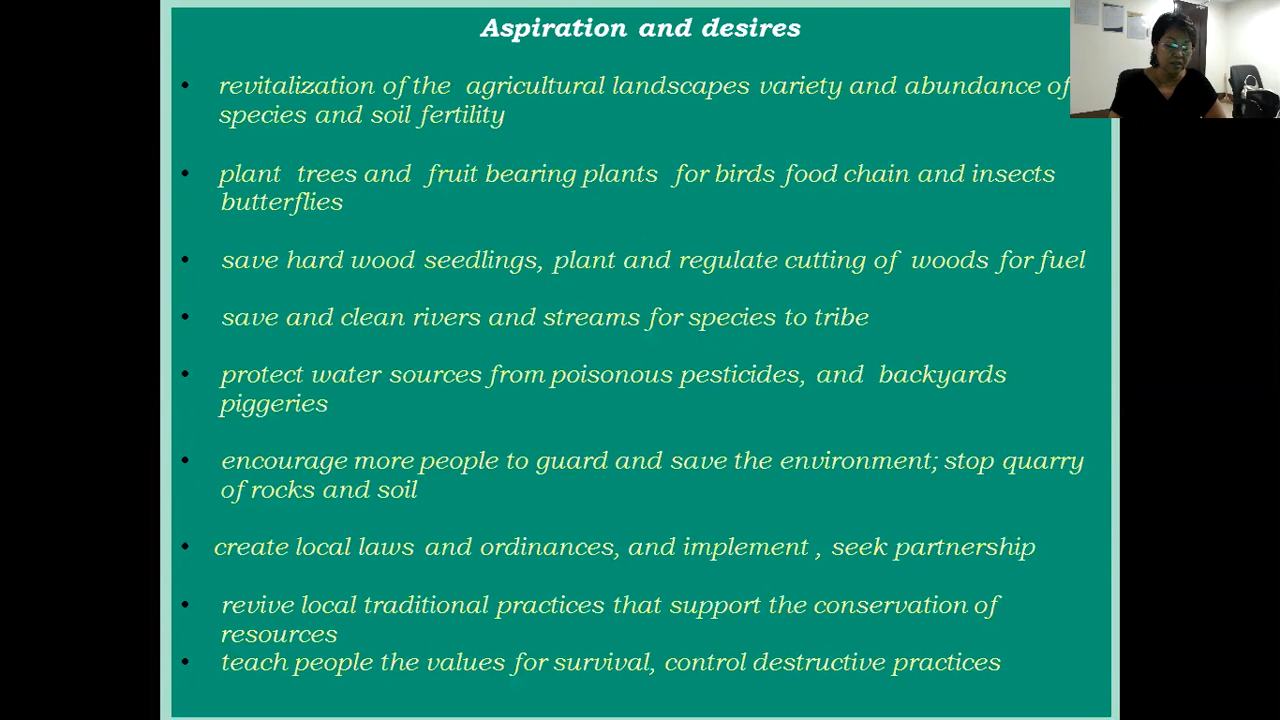 Aspiration and desires
• revitalization of the agricultural landscapes variety and abundance of
species and soil fertility
• plant trees and fruit bearing plants for birds food chain and insects
butterflies
• save hard wood seedlings, plant and regulate cutting of woods for fuel
• save and clean rivers and streams for species to tribe
• protect water sources from poisonous pesticides, and backyards
piggeries
• encourage more people to guard and save the environment; stop quarry
of rocks and soil
• create local laws and ordinances, and implement , seek partnership
• revive local traditional practices that support the conservation of
resources
• teach people the values for survival, control destructive practices